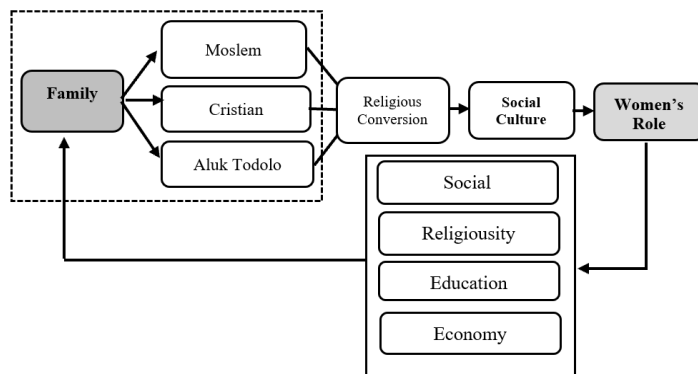 Family
Moslem
Cristian
Aluk Todolo
Religious
Conversion
Social
Culture
Women's
Role
Social
Religiousity
Education
Economy